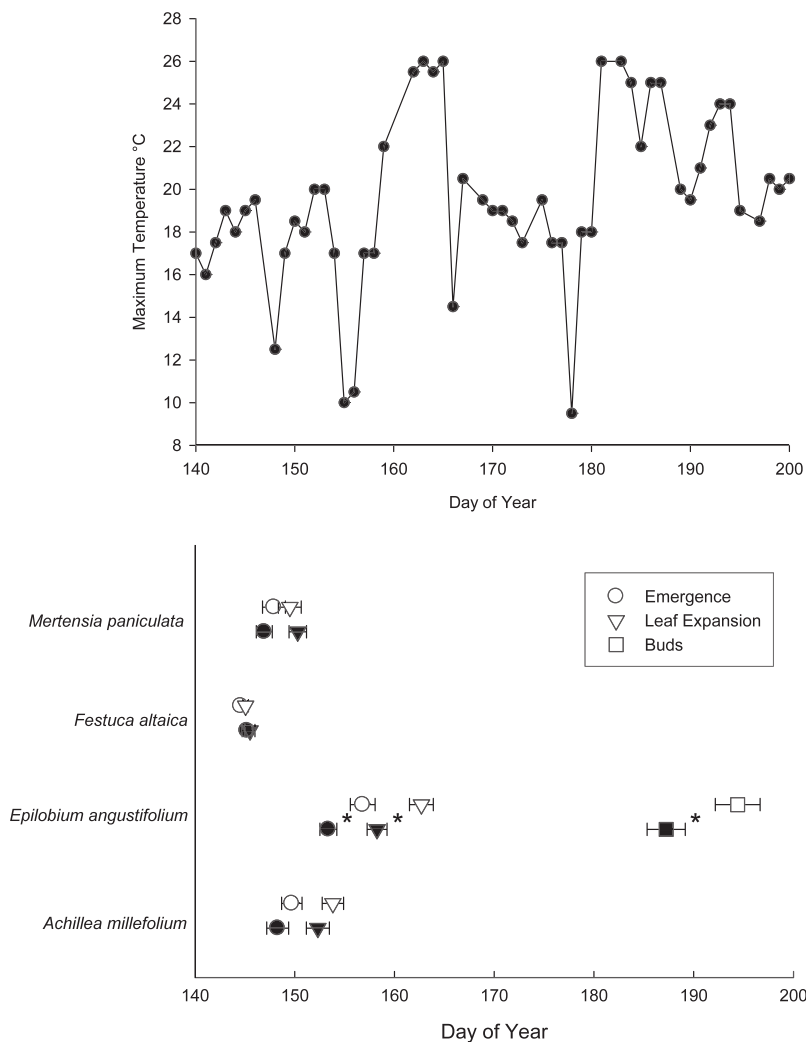 28
26
24
22
20
18
16
14
12
10
8
Maximum Temperature °C
140 150 160 170 180 190 200
Day of Year
Emergence
Leaf Expansion
Buds
Mertensia paniculata
Festuca altaica
Epilobium angustifolium
* * *
Achillea millefolium
140 150 160 170 180 190 200
Day of Year